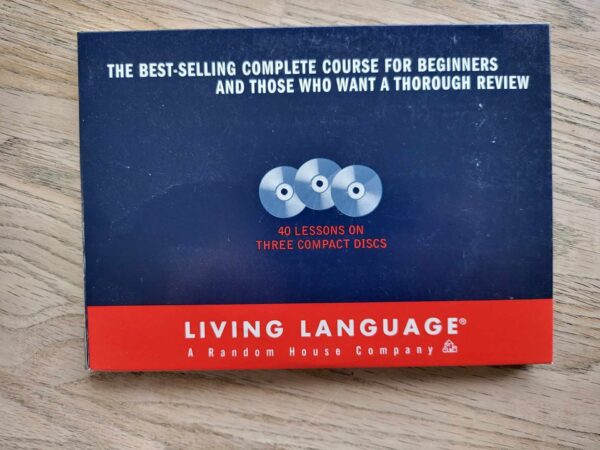 THE BEST-SELLING COMPLETE COURSE FOR BEGINNERS
AND THOSE WHO WANT A THOROUGH REVIEW
40 LESSONS ON
THREE COMPACT DISCS
LIVING LANGUAGE®
A Random House Company